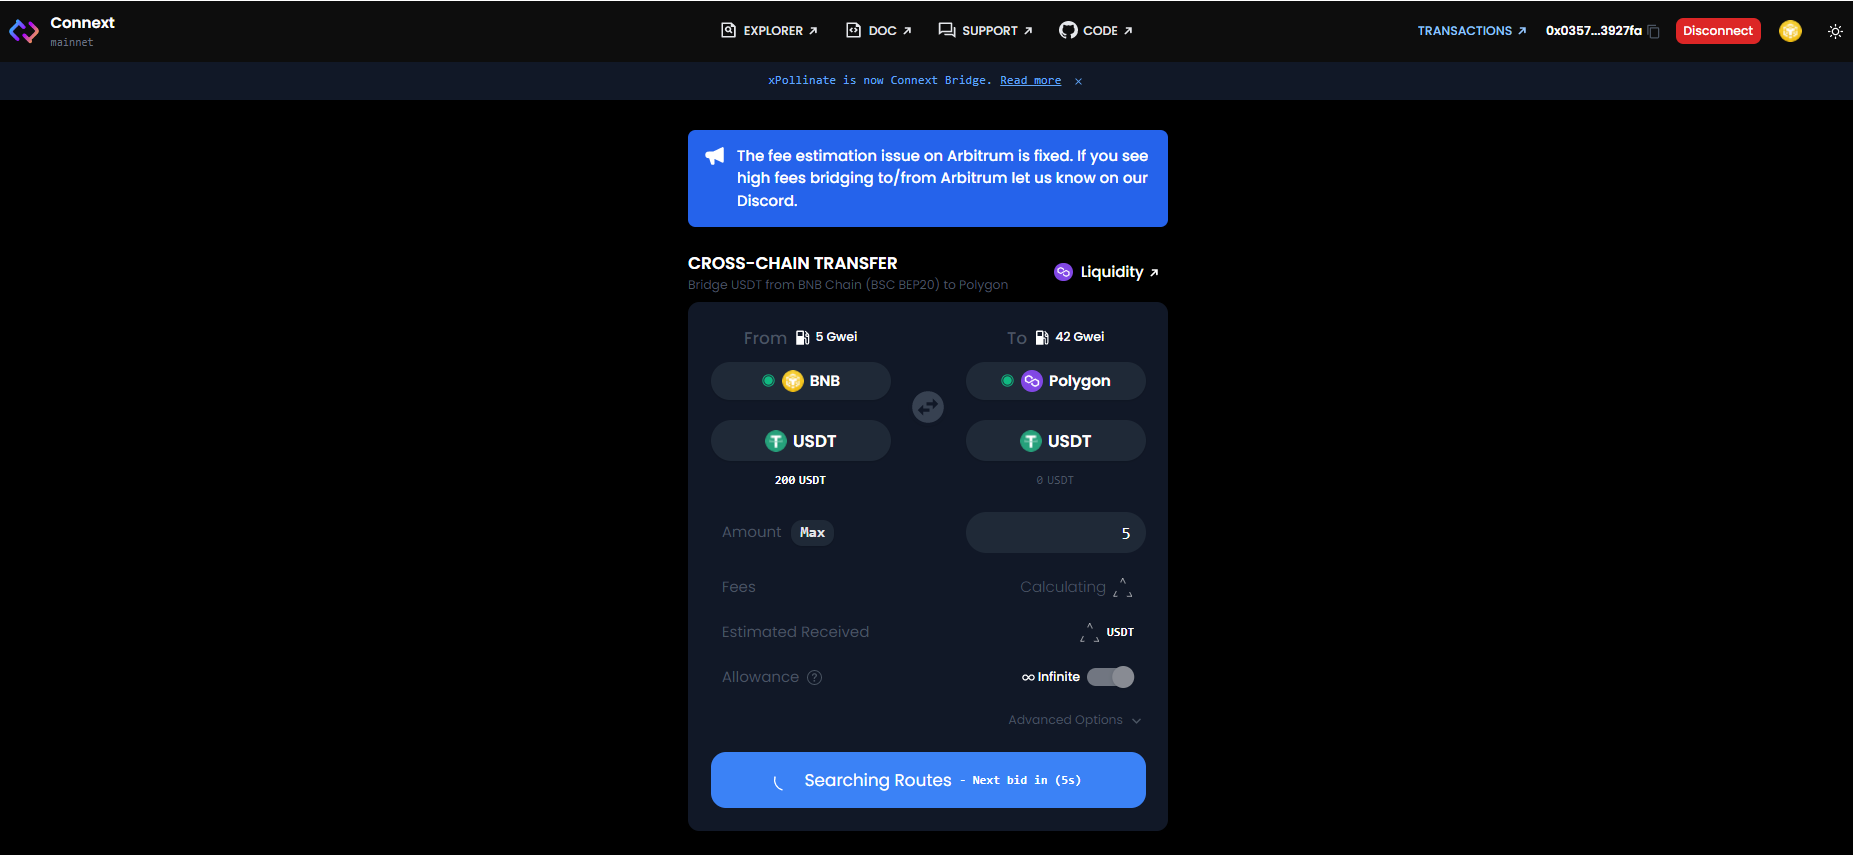 Connext
mainnet
EXPLORER
DOC
SUPPORT
CODE
TRANSACTIONS
0x0357...3927fa
Disconnect
xPollinate is now Connext Bridge. Read more ×
The fee estimation issue on Arbitrum is fixed. If you see
high fees bridging to/from Arbitrum let us know on our
Discord.
CROSS-CHAIN TRANSFER
Bridge USDT from BNB Chain (BSC BEP20) to Polygon
Liquidity
From 5 Gwei
To 42 Gwei
BNB
Polygon
USDT
USDT
200 USDT
0 USDT
Amount Max
5
Fees
Calculating
Estimated Received
USDT
Allowance ?
∞ Infinite
Advanced Options
Searching Routes - Next bid in (5s)